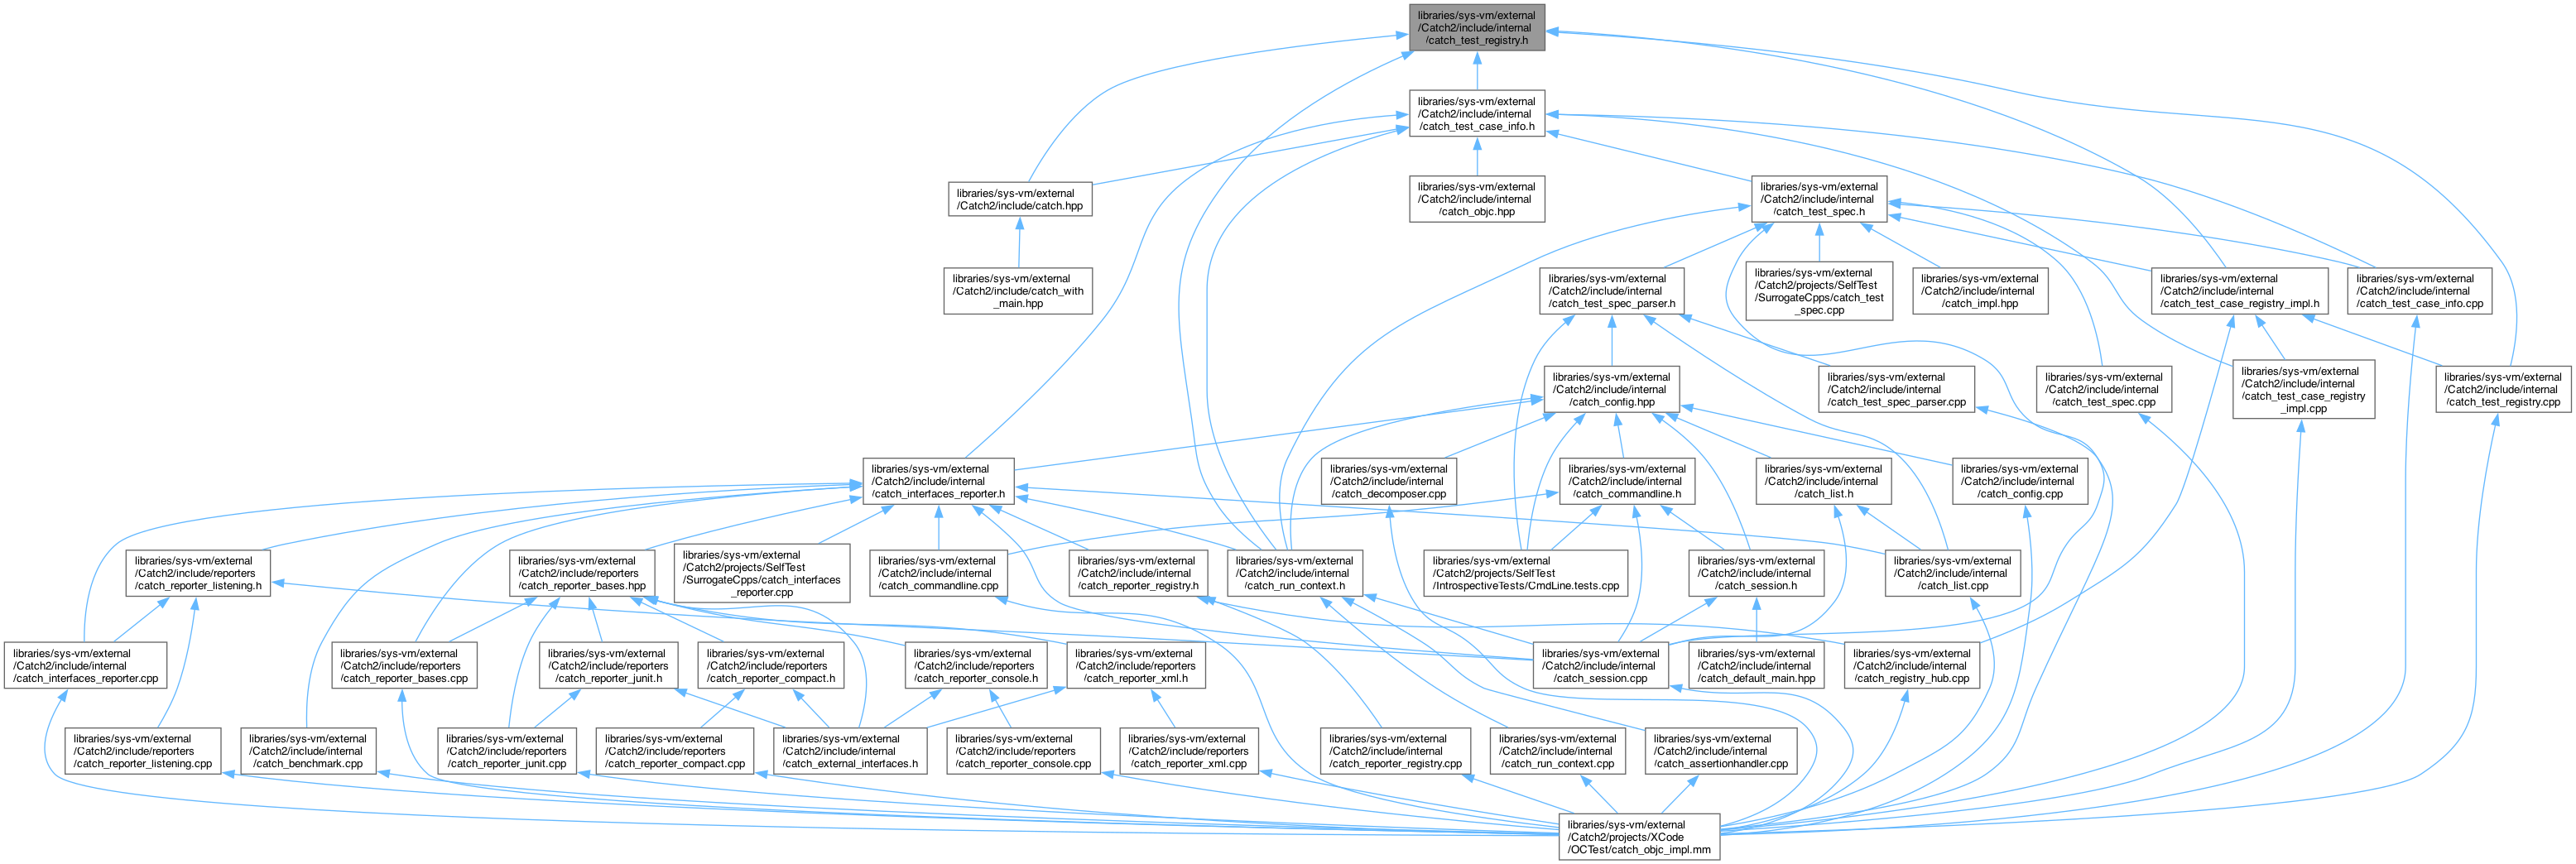 libraries/sys-vm/external
/Catch2/include/internal
/catch_test_registry.h
libraries/sys-vm/external
/Catch2/include/internal
/catch_test_case_info.h
libraries/sys-vm/external
/Catch2/include/catch.hpp
libraries/sys-vm/external
/Catch2/include/internal
/catch_objc.hpp
libraries/sys-vm/external
/Catch2/include/internal
/catch_test_spec.h
libraries/sys-vm/external
/Catch2/include/catch_with
_main.hpp
libraries/sys-vm/external
/Catch2/include/internal
/catch_test_spec_parser.h
libraries/sys-vm/external
/Catch2/projects/SelfTest
/SurrogateCpps/catch_test
_spec.cpp
libraries/sys-vm/external
/Catch2/include/internal
/catch_impl.hpp
libraries/sys-vm/external
/Catch2/include/internal
/catch_test_case_registry_impl.h
libraries/sys-vm/external
/Catch2/include/internal
/catch_test_case_info.cpp
libraries/sys-vm/external
/Catch2/include/internal
/catch_config.hpp
libraries/sys-vm/external
/Catch2/include/internal
/catch_test_spec_parser.cpp
libraries/sys-vm/external
/Catch2/include/internal
/catch_test_spec.cpp
libraries/sys-vm/external
/Catch2/include/internal
/catch_test_case_registry
_impl.cpp
libraries/sys-vm/external
/Catch2/include/internal
/catch_test_registry.cpp
libraries/sys-vm/external
/Catch2/include/internal
/catch_interfaces_reporter.h
libraries/sys-vm/external
/Catch2/include/internal
/catch_decomposer.cpp
libraries/sys-vm/external
/Catch2/include/internal
/catch_commandline.h
libraries/sys-vm/external
/Catch2/include/internal
/catch_list.h
libraries/sys-vm/external
/Catch2/include/internal
/catch_config.cpp
libraries/sys-vm/external
/Catch2/include/reporters
/catch_reporter_listening.h
libraries/sys-vm/external
/Catch2/include/reporters
/catch_reporter_bases.hpp
libraries/sys-vm/external
/Catch2/projects/SelfTest
/SurrogateCpps/catch_interfaces
_reporter.cpp
libraries/sys-vm/external
/Catch2/include/internal
/catch_commandline.cpp
libraries/sys-vm/external
/Catch2/include/internal
/catch_reporter_registry.h
libraries/sys-vm/external
/Catch2/include/internal
/catch_run_context.h
libraries/sys-vm/external
/Catch2/projects/SelfTest
/IntrospectiveTests/CmdLine.tests.cpp
libraries/sys-vm/external
/Catch2/include/internal
/catch_session.h
libraries/sys-vm/external
/Catch2/include/internal
/catch_list.cpp
libraries/sys-vm/external
/Catch2/include/internal
/catch_interfaces_reporter.cpp
libraries/sys-vm/external
/Catch2/include/reporters
/catch_reporter_bases.cpp
libraries/sys-vm/external
/Catch2/include/reporters
/catch_reporter_junit.h
libraries/sys-vm/external
/Catch2/include/reporters
/catch_reporter_compact.h
libraries/sys-vm/external
/Catch2/include/reporters
/catch_reporter_console.h
libraries/sys-vm/external
/Catch2/include/reporters
/catch_reporter_xml.h
libraries/sys-vm/external
/Catch2/include/internal
/catch_session.cpp
libraries/sys-vm/external
/Catch2/include/internal
/catch_default_main.hpp
libraries/sys-vm/external
/Catch2/include/internal
/catch_registry_hub.cpp
libraries/sys-vm/external
/Catch2/include/reporters
/catch_reporter_listening.cpp
libraries/sys-vm/external
/Catch2/include/internal
/catch_benchmark.cpp
libraries/sys-vm/external
/Catch2/include/reporters
/catch_reporter_junit.cpp
libraries/sys-vm/external
/Catch2/include/reporters
/catch_reporter_compact.cpp
libraries/sys-vm/external
/Catch2/include/internal
/catch_external_interfaces.h
libraries/sys-vm/external
/Catch2/include/reporters
/catch_reporter_console.cpp
libraries/sys-vm/external
/Catch2/include/reporters
/catch_reporter_xml.cpp
libraries/sys-vm/external
/Catch2/include/internal
/catch_reporter_registry.cpp
libraries/sys-vm/external
/Catch2/include/internal
/catch_run_context.cpp
libraries/sys-vm/external
/Catch2/include/internal
/catch_assertionhandler.cpp
libraries/sys-vm/external
/Catch2/projects/XCode
/OCTest/catch_objc_impl.mm